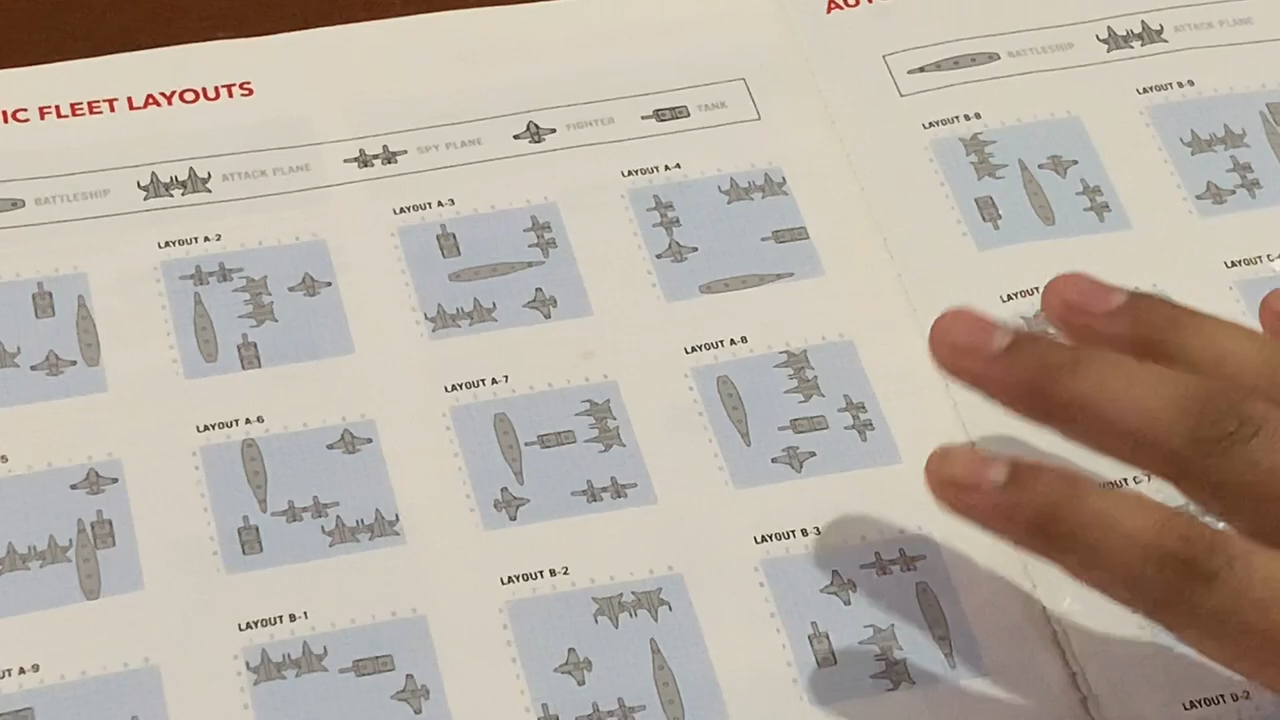 IC FLEET LAYOUTS
BATTLESHIP
ATTACK PLANE
SPY PLANE
FIGHTER
TANK
BATTLESHIP
ATTACK PLANE
LAYOUT A-2
LAYOUT A-3
LAYOUT A-4
LAYOUT B-8
LAYOUT B-9
5
LAYOUT A-6
LAYOUT A-7
LAYOUT A-8
LAYOUT
LAYOUT C-
T A-9
LAYOUT B-1
LAYOUT B-2
LAYOUT B-3
OUT C-7
LAYOUT D-2